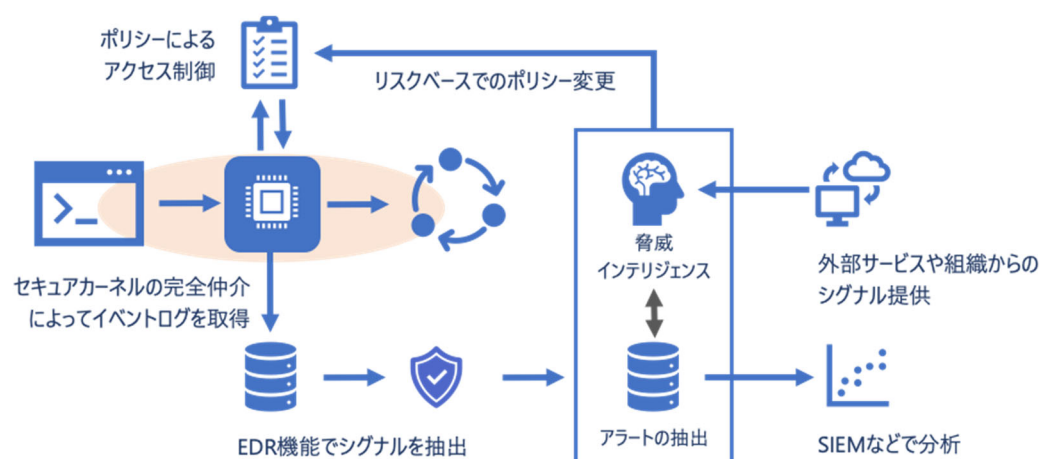 ポリシーによる
アクセス制御
リスクベースでのポリシー変更
脅威
インテリジェンス
外部サービスや組織からの
シグナル提供
セキュアカーネルの完全仲介
によってイベントログを取得
EDR機能でシグナルを抽出
アラートの抽出
SIEMなどで分析